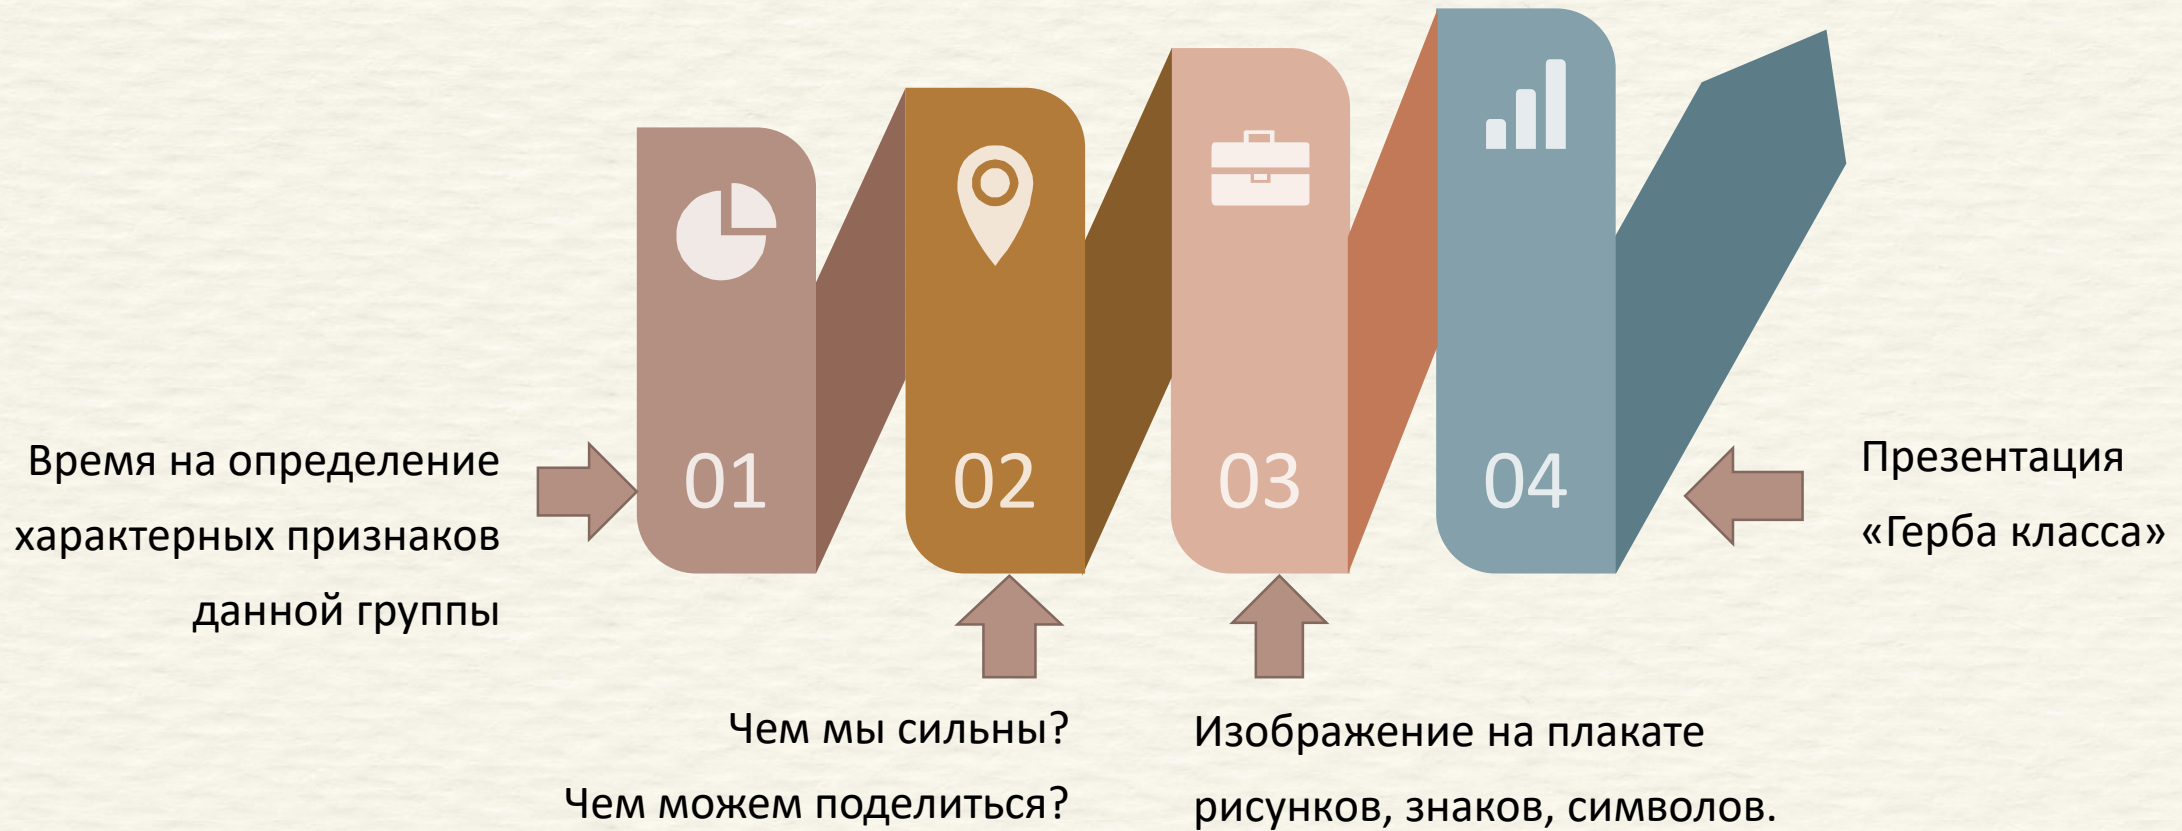 01
02
03
04
Время на определение
характерных признаков
данной группы
Чем мы сильны?
Чем можем поделиться?
Изображение на плакате
рисунков, знаков, символов.
Презентация
«Герба класса»